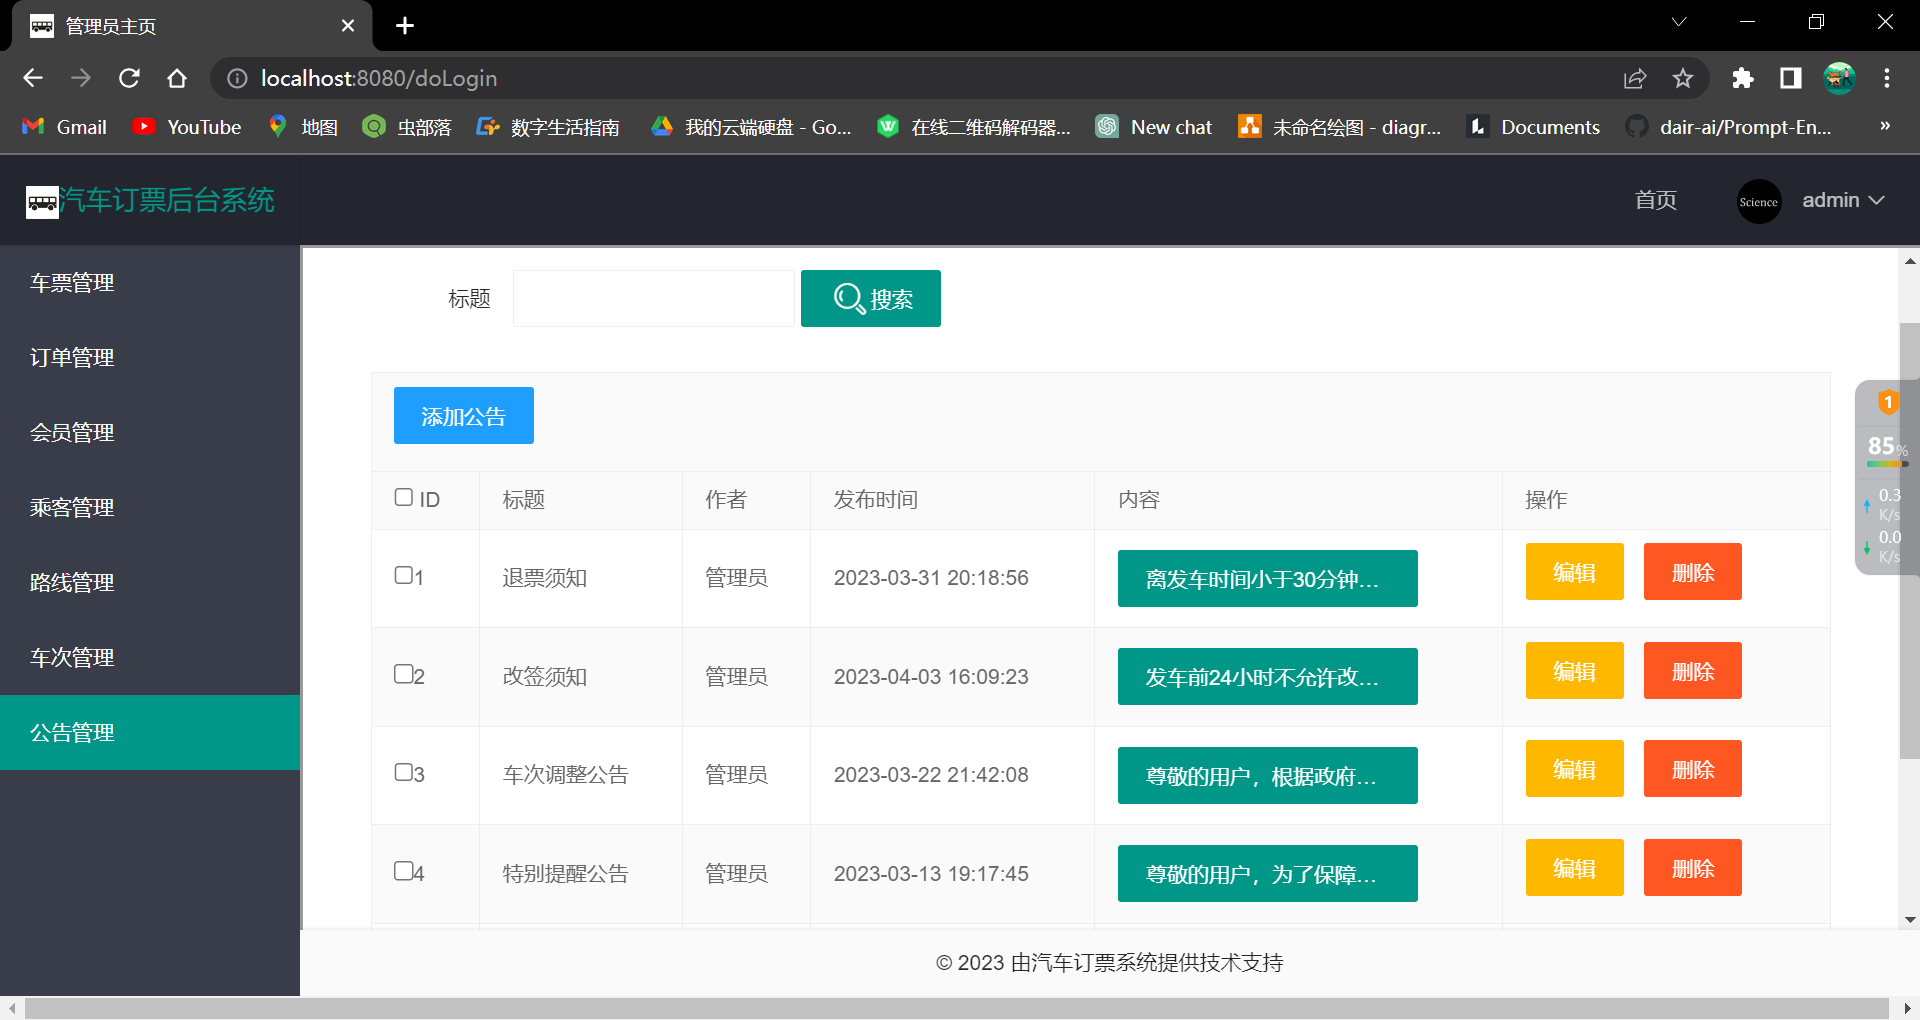 管理员主页
localhost:8080/doLogin
Gmail YouTube 地图 虫部落 数字生活指南 我的云端硬盘 - Go... 在线二维码解码器... New chat 未命名绘图 - diagr... Documents dair-ai/Prompt-En... »
汽车订票后台系统 首页 Science admin
车票管理
订单管理
会员管理
乘客管理
路线管理
车次管理
公告管理
标题 搜索
添加公告
ID 标题 作者 发布时间 内容 操作
1 退票须知 管理员 2023-03-31 20:18:56 离发车时间小于30分钟... 编辑 删除
2 改签须知 管理员 2023-04-03 16:09:23 发车前24小时不允许改... 编辑 删除
3 车次调整公告 管理员 2023-03-22 21:42:08 尊敬的用户，根据政府... 编辑 删除
4 特别提醒公告 管理员 2023-03-13 19:17:45 尊敬的用户，为了保障... 编辑 删除
1
85%
0.3
K/s
0.0
K/s
© 2023 由汽车订票系统提供技术支持